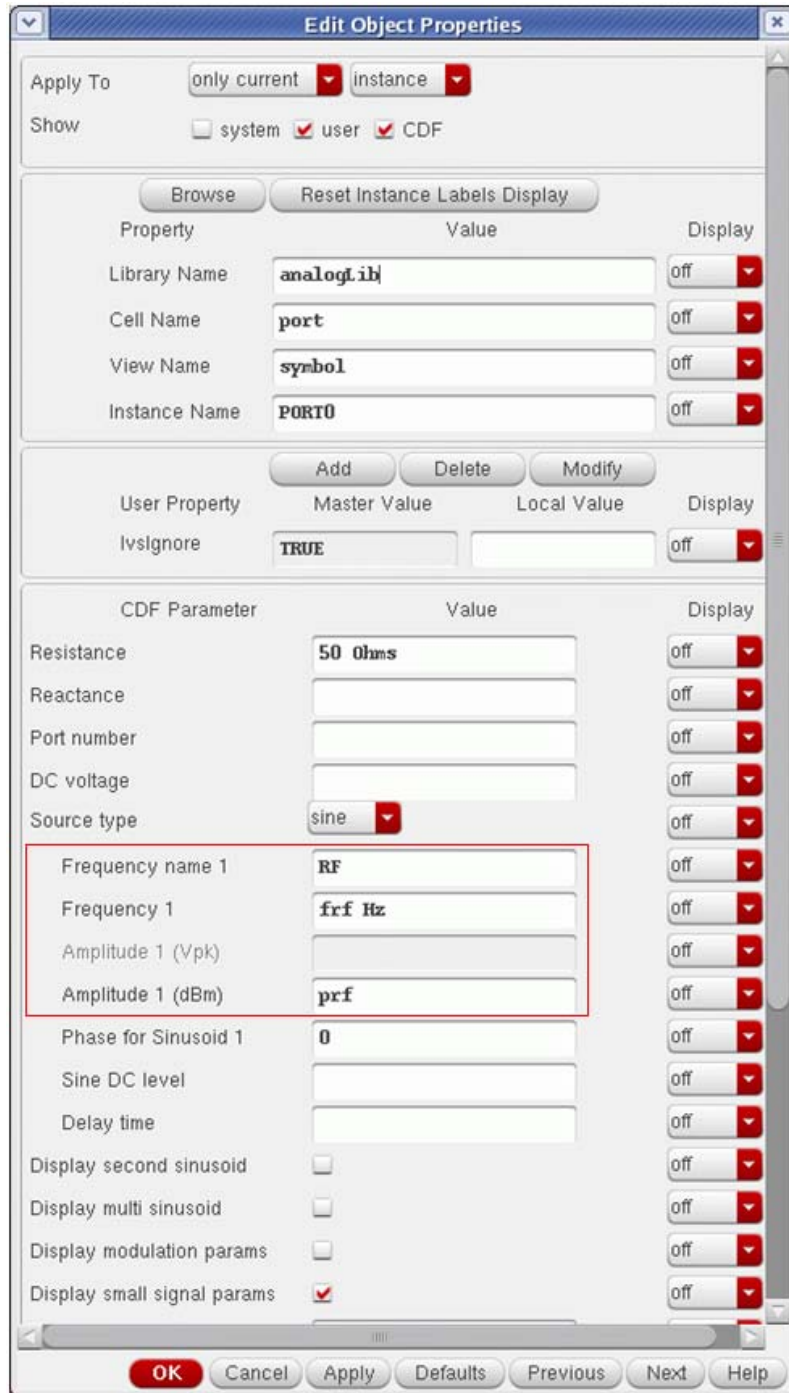 Edit Object Properties
Apply To only current instance
Show system user CDF
Browse Reset Instance Labels Display
Property Value Display
Library Name analogLib off
Cell Name port off
View Name symbol off
Instance Name PORT0 off
Add Delete Modify
User Property Master Value Local Value Display
lvsIgnore TRUE off
CDF Parameter Value Display
Resistance 50 Ohms off
Reactance off
Port number off
DC voltage off
Source type sine off
Frequency name 1 RF off
Frequency 1 frf Hz off
Amplitude 1 (Vpk) off
Amplitude 1 (dBm) prf off
Phase for Sinusoid 1 0 off
Sine DC level off
Delay time off
Display second sinusoid off
Display multi sinusoid off
Display modulation params off
Display small signal params off
OK Cancel Apply Defaults Previous Next Help